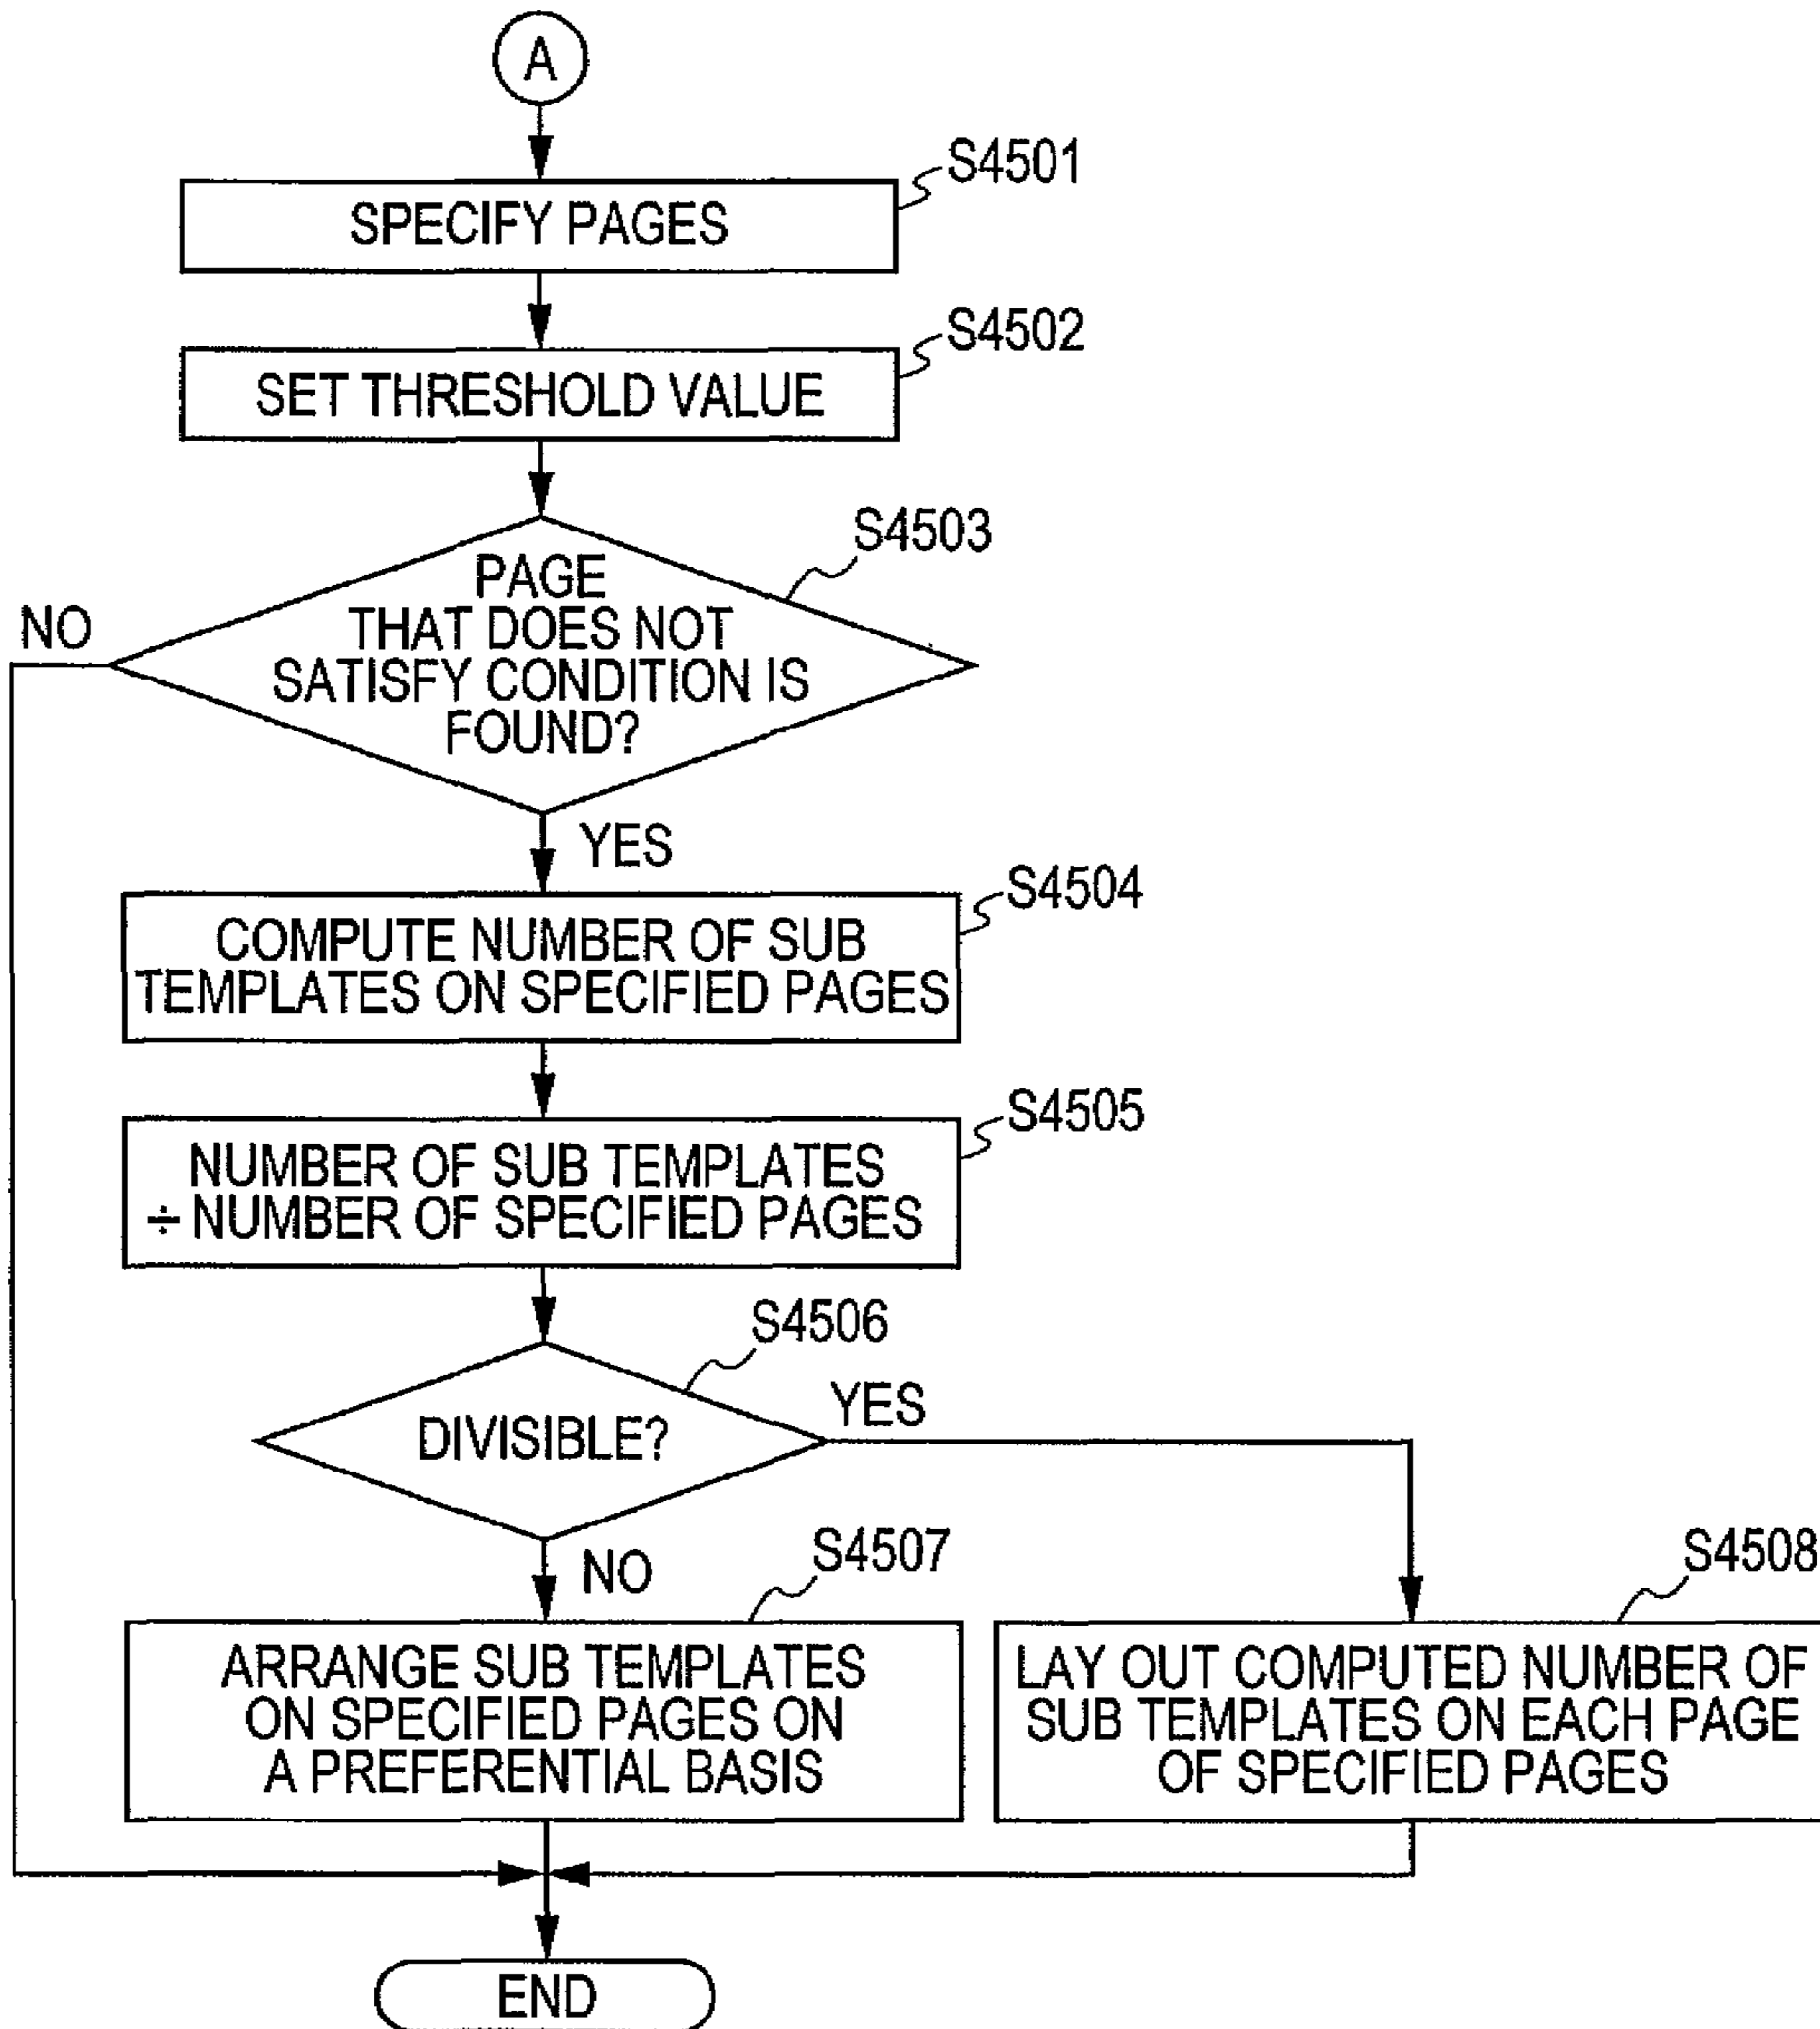 A
S4501
SPECIFY PAGES
S4502
SET THRESHOLD VALUE
S4503
PAGE
THAT DOES NOT
SATISFY CONDITION IS
FOUND?
NO
YES
S4504
COMPUTE NUMBER OF SUB
TEMPLATES ON SPECIFIED PAGES
S4505
NUMBER OF SUB TEMPLATES
÷ NUMBER OF SPECIFIED PAGES
S4506
DIVISIBLE?
YES
NO
S4507
ARRANGE SUB TEMPLATES
ON SPECIFIED PAGES ON
A PREFERENTIAL BASIS
S4508
LAY OUT COMPUTED NUMBER OF
SUB TEMPLATES ON EACH PAGE
OF SPECIFIED PAGES
END